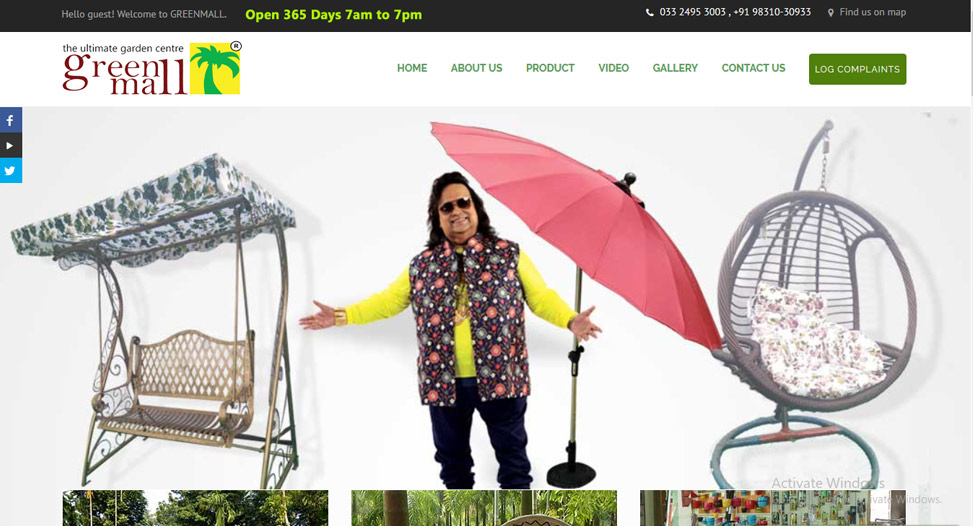 Hello guest! Welcome to GREENMALL. Open 365 Days 7am to 7pm 033 2495 3003 , +91 98310-30933 Find us on map
the ultimate garden centre ®
green mall
HOME ABOUT US PRODUCT VIDEO GALLERY CONTACT US LOG COMPLAINTS
Activate Windows
Windows.